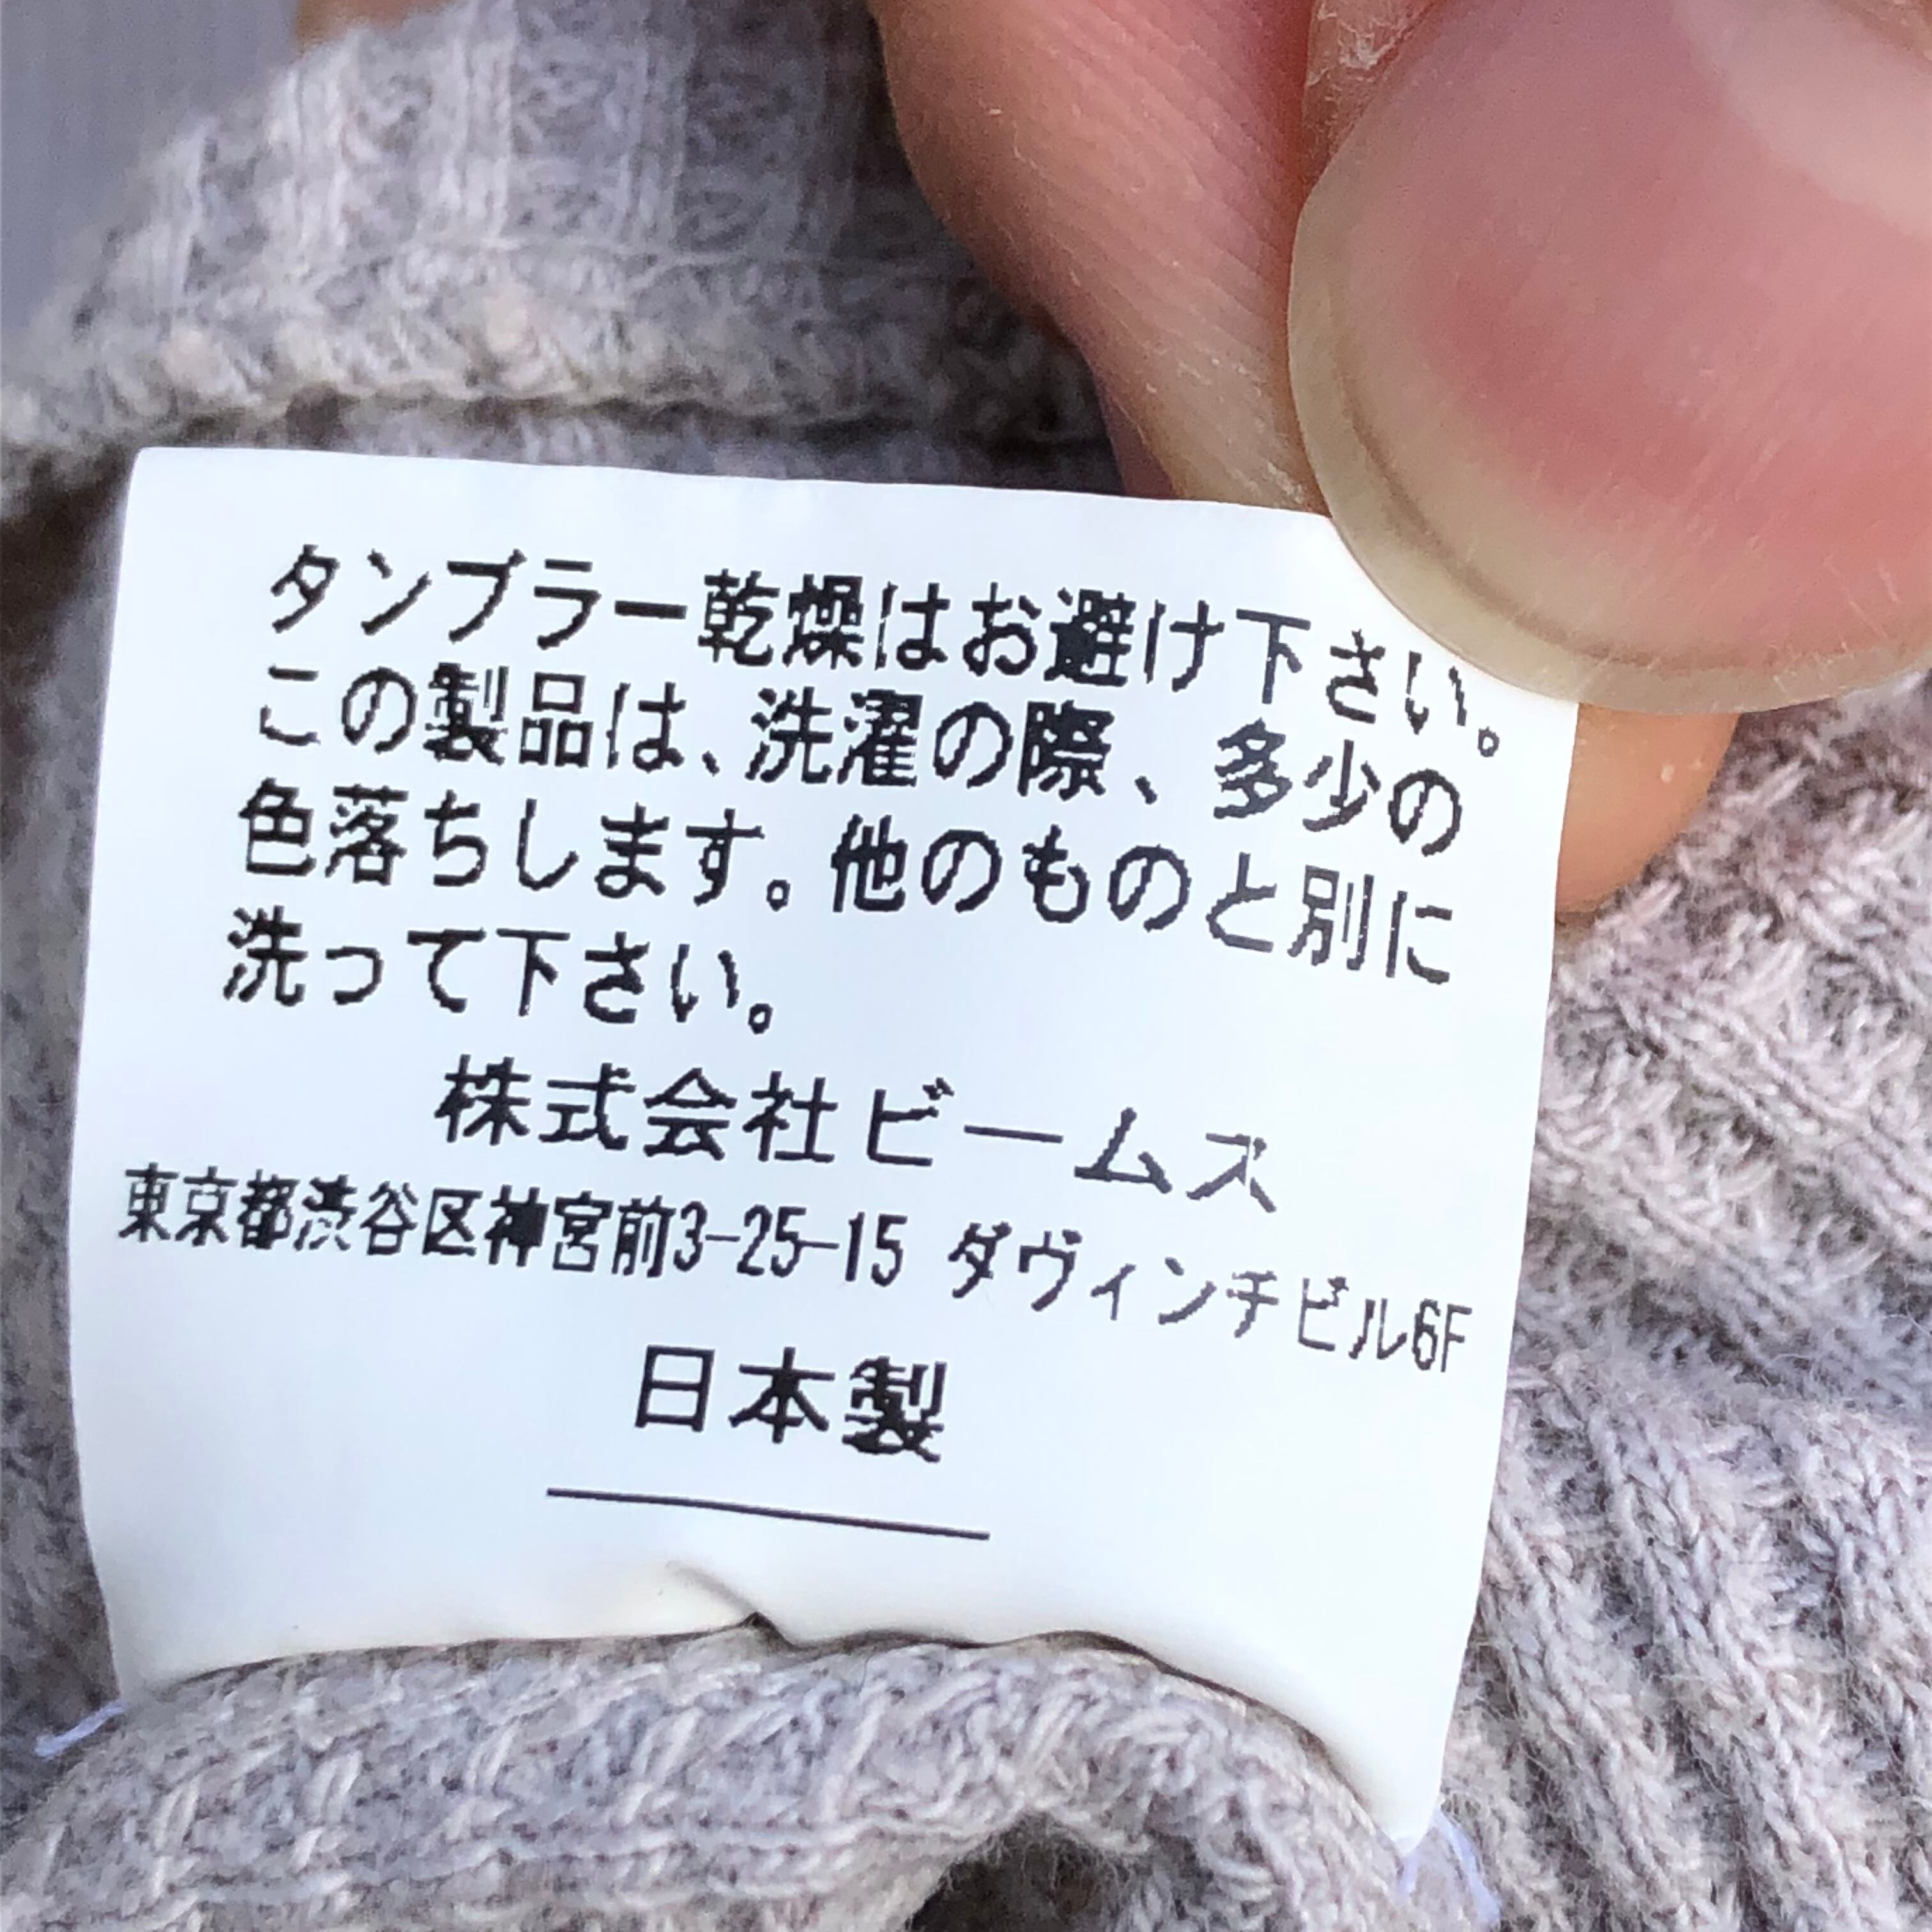 タンブラー乾燥はお避け下さい。
この製品は、洗濯の際、多少の
色落ちします。他のものと別に
洗って下さい。
株式会社ビームス
東京都渋谷区神宮前3-25-15 ダヴィンチビル6F
日本製